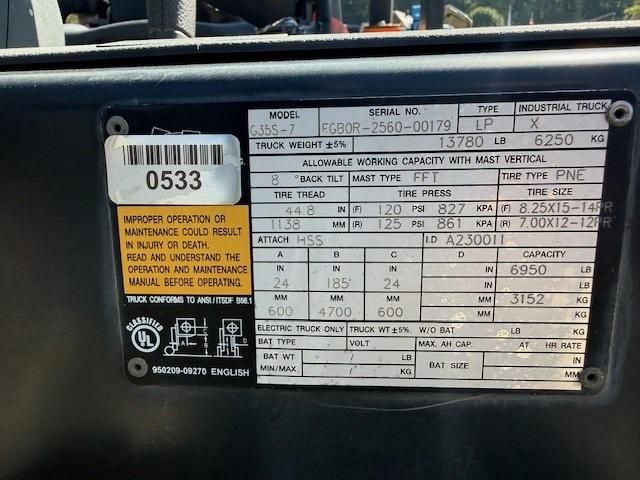 MODEL SERIAL NO. TYPE INDUSTRIAL TRUCK
G35S-7 FGB0R-2560-00179 LP X
TRUCK WEIGHT ±5% 13780 LB 6250 KG
ALLOWABLE WORKING CAPACITY WITH MAST VERTICAL
8 °BACK TILT MAST TYPE FFT TIRE TYPE PNE
TIRE TREAD TIRE PRESS TIRE SIZE
44.8 IN (F) 120 PSI 827 KPA (F) 8.25X15-14PR
1138 MM (R) 125 PSI 861 KPA (R) 7.00X12-12PR
ATTACH HSS I.D A230011
A B C D CAPACITY
IN IN IN IN 6950 LB
24 185 24
MM MM MM MM 3152 KG
600 4700 600
ELECTRIC TRUCK ONLY TRUCK WT ±5%. W/O BAT LB KG
BAT TYPE VOLT MAX. AH CAP. AT HR RATE
BAT WT / LB BAT SIZE IN
MIN/MAX. / KG MM
0533
IMPROPER OPERATION OR
MAINTENANCE COULD RESULT
IN INJURY OR DEATH.
READ AND UNDERSTAND THE
OPERATION AND MAINTENANCE
MANUAL BEFORE OPERATING.
TRUCK CONFORMS TO ANSI/ITSDF B56.1
CLASSIFIED
UL
A B C D
950209-09270 ENGLISH